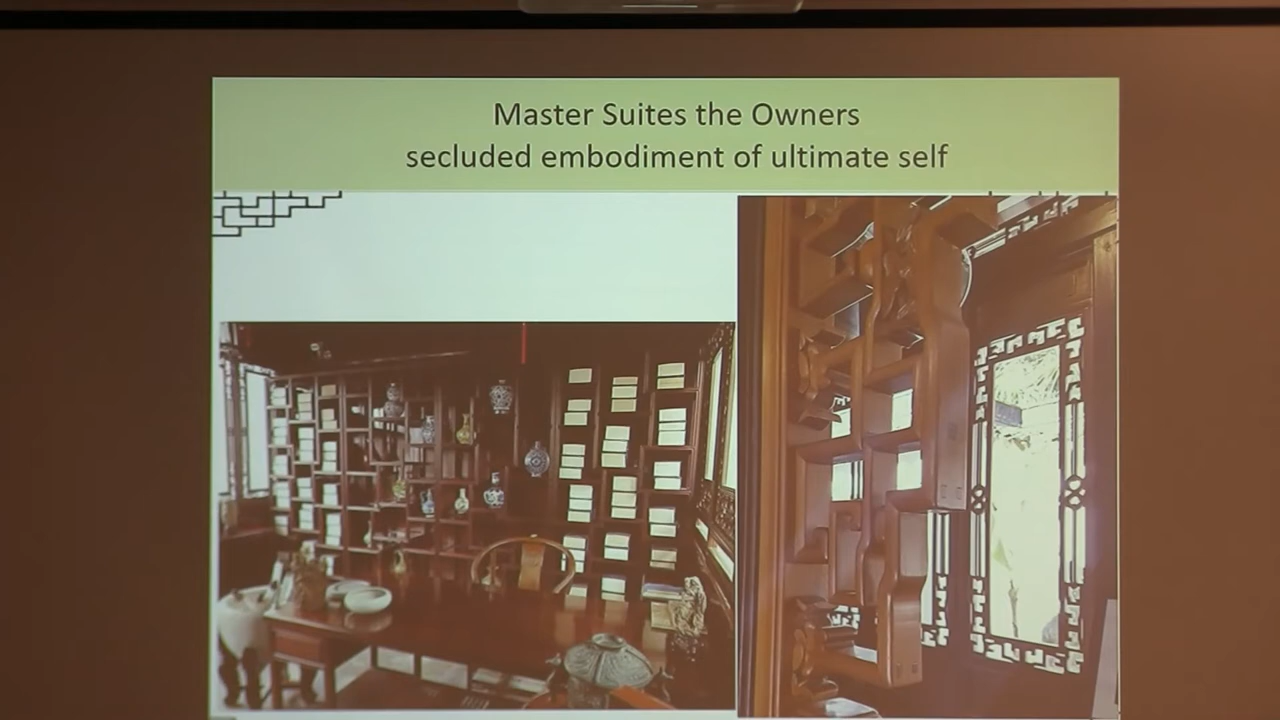 Master Suites the Owners
secluded embodiment of ultimate self